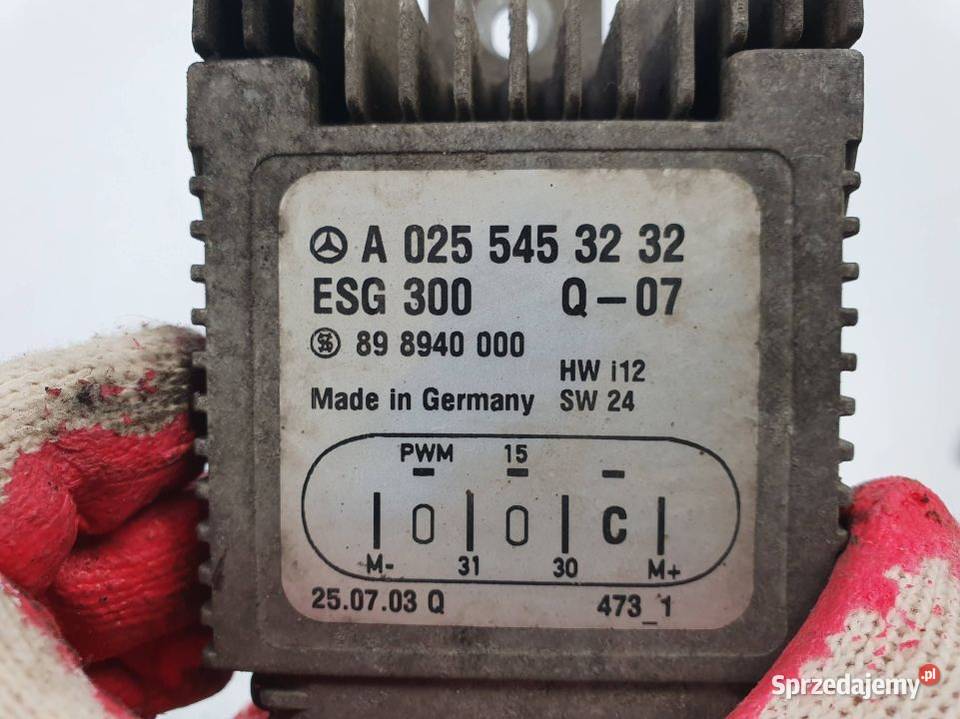 A 025 545 32 32
ESG 300 Q-07
89 8940 000
HW i12
Made in Germany SW 24
PWM 15
C
M- 31 30 M+
25.07.03 Q 473_1
Sprzedajemy.pl